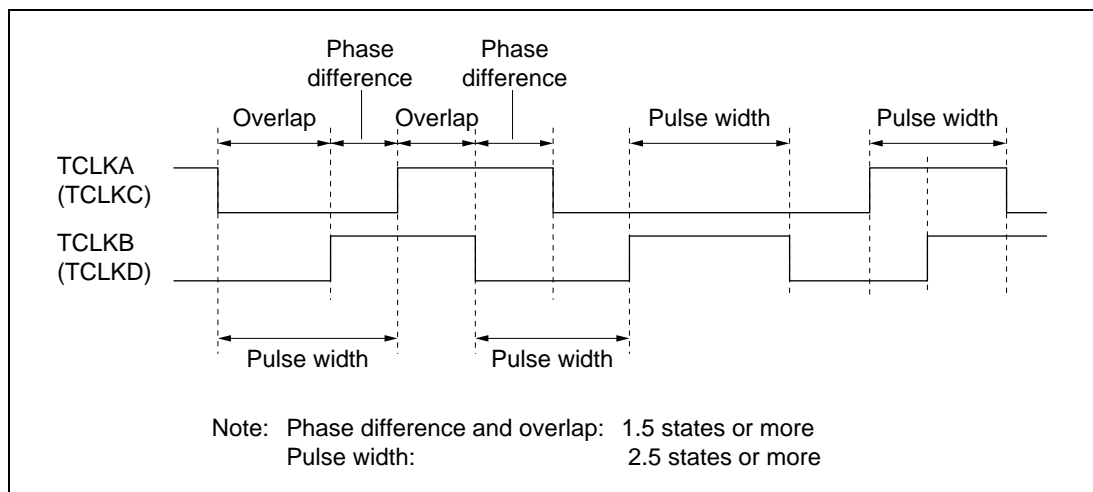 Phase
difference
Phase
difference
Overlap
Overlap
Pulse width
Pulse width
TCLKA
(TCLKC)
TCLKB
(TCLKD)
Pulse width
Pulse width
Note: Phase difference and overlap: 1.5 states or more
Pulse width: 2.5 states or more